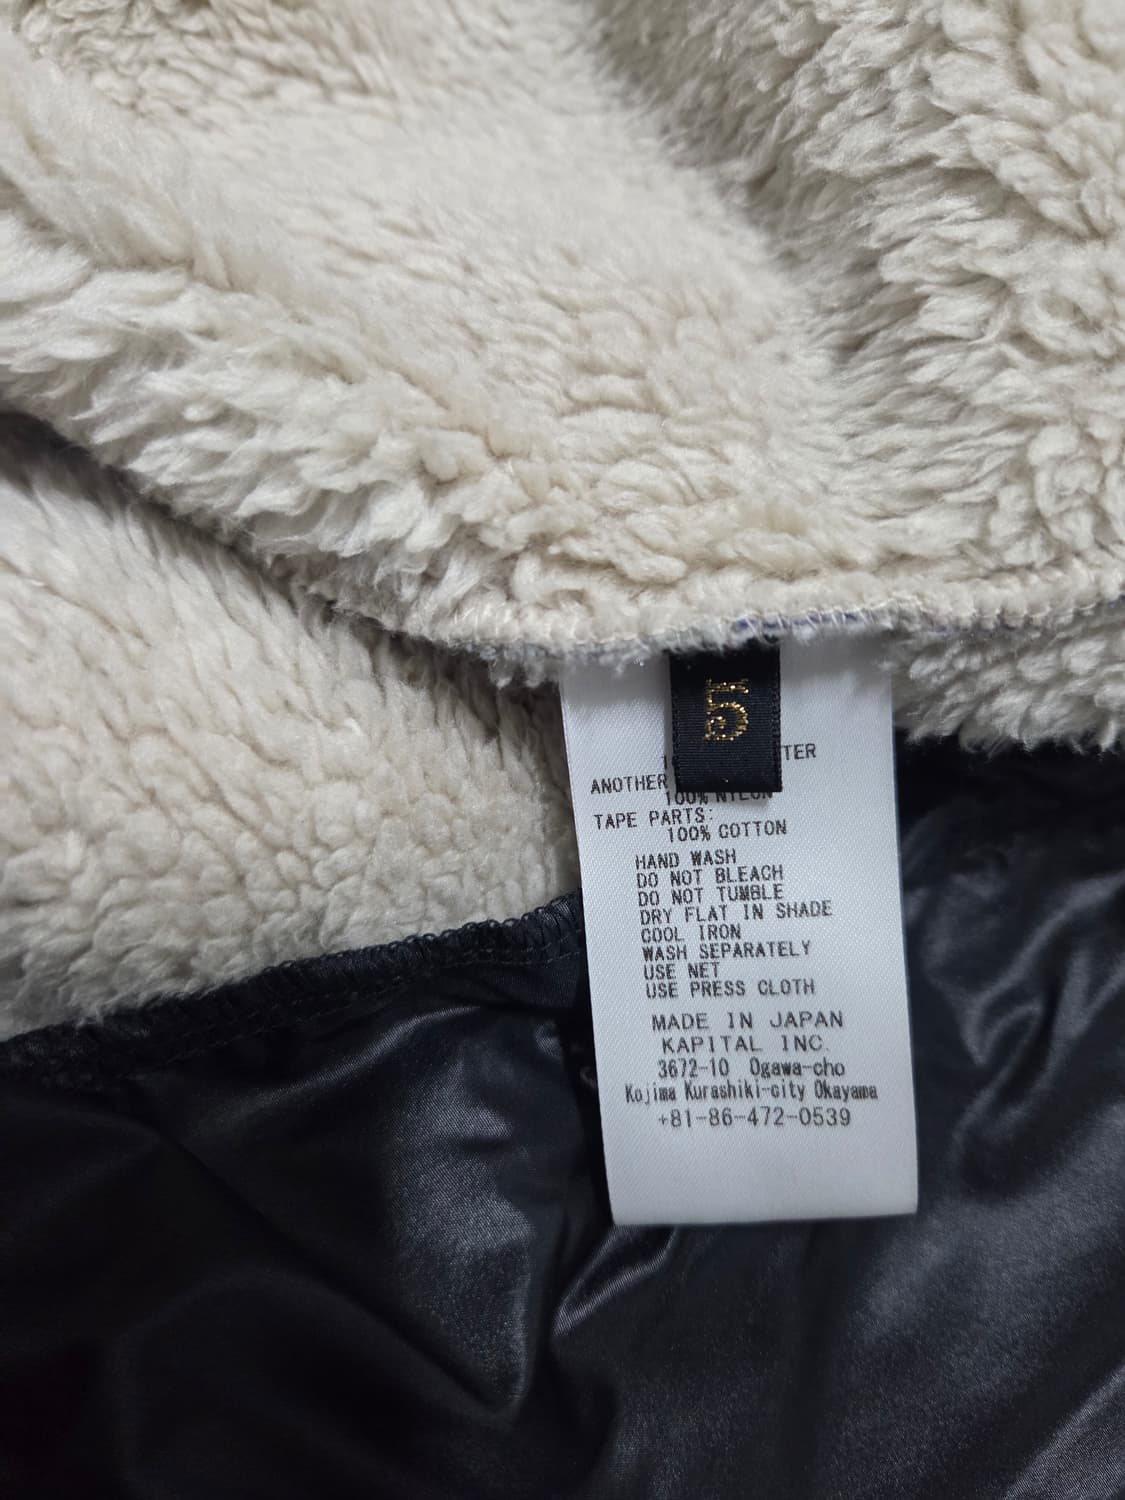 5
ANOTHER
100% NYLON
TAPE PARTS:
100% COTTON
HAND WASH
DO NOT BLEACH
DO NOT TUMBLE
DRY FLAT IN SHADE
COOL IRON
WASH SEPARATELY
USE NET
USE PRESS CLOTH
MADE IN JAPAN
KAPITAL INC.
3672-10 Ogawa-cho
Kojima Kurashiki-city Okayama
+81-86-472-0539